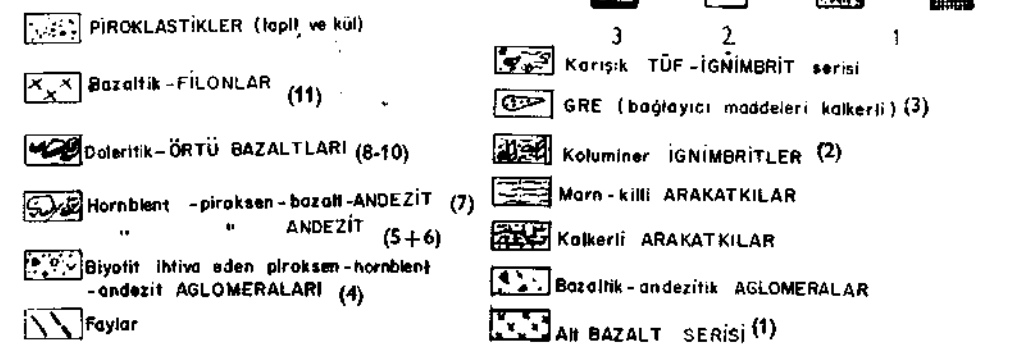 PİROKLASTİKLER (lapil ve kül)
Bazaltik-FİLONLAR (11)
Doleritik-ÖRTÜ BAZALTLARI (8-10)
Hornblent -piroksen-bazalt-ANDEZİT (7)
" " ANDEZİT (5+6)
Biyotit ihtiva eden piroksen-hornblent
-andezit AGLOMERALARI (4)
Faylar
3 2 1
Karışık TÜF-İGNİMBRİT serisi
GRE (bağlayıcı maddeleri kalkerli) (3)
Koluminer İGNİMBRİTLER (2)
Marn-killi ARAKATKILAR
Kalkerli ARAKATKILAR
Bazaltik-andezitik AGLOMERALAR
Alt BAZALT SERİSİ (1)